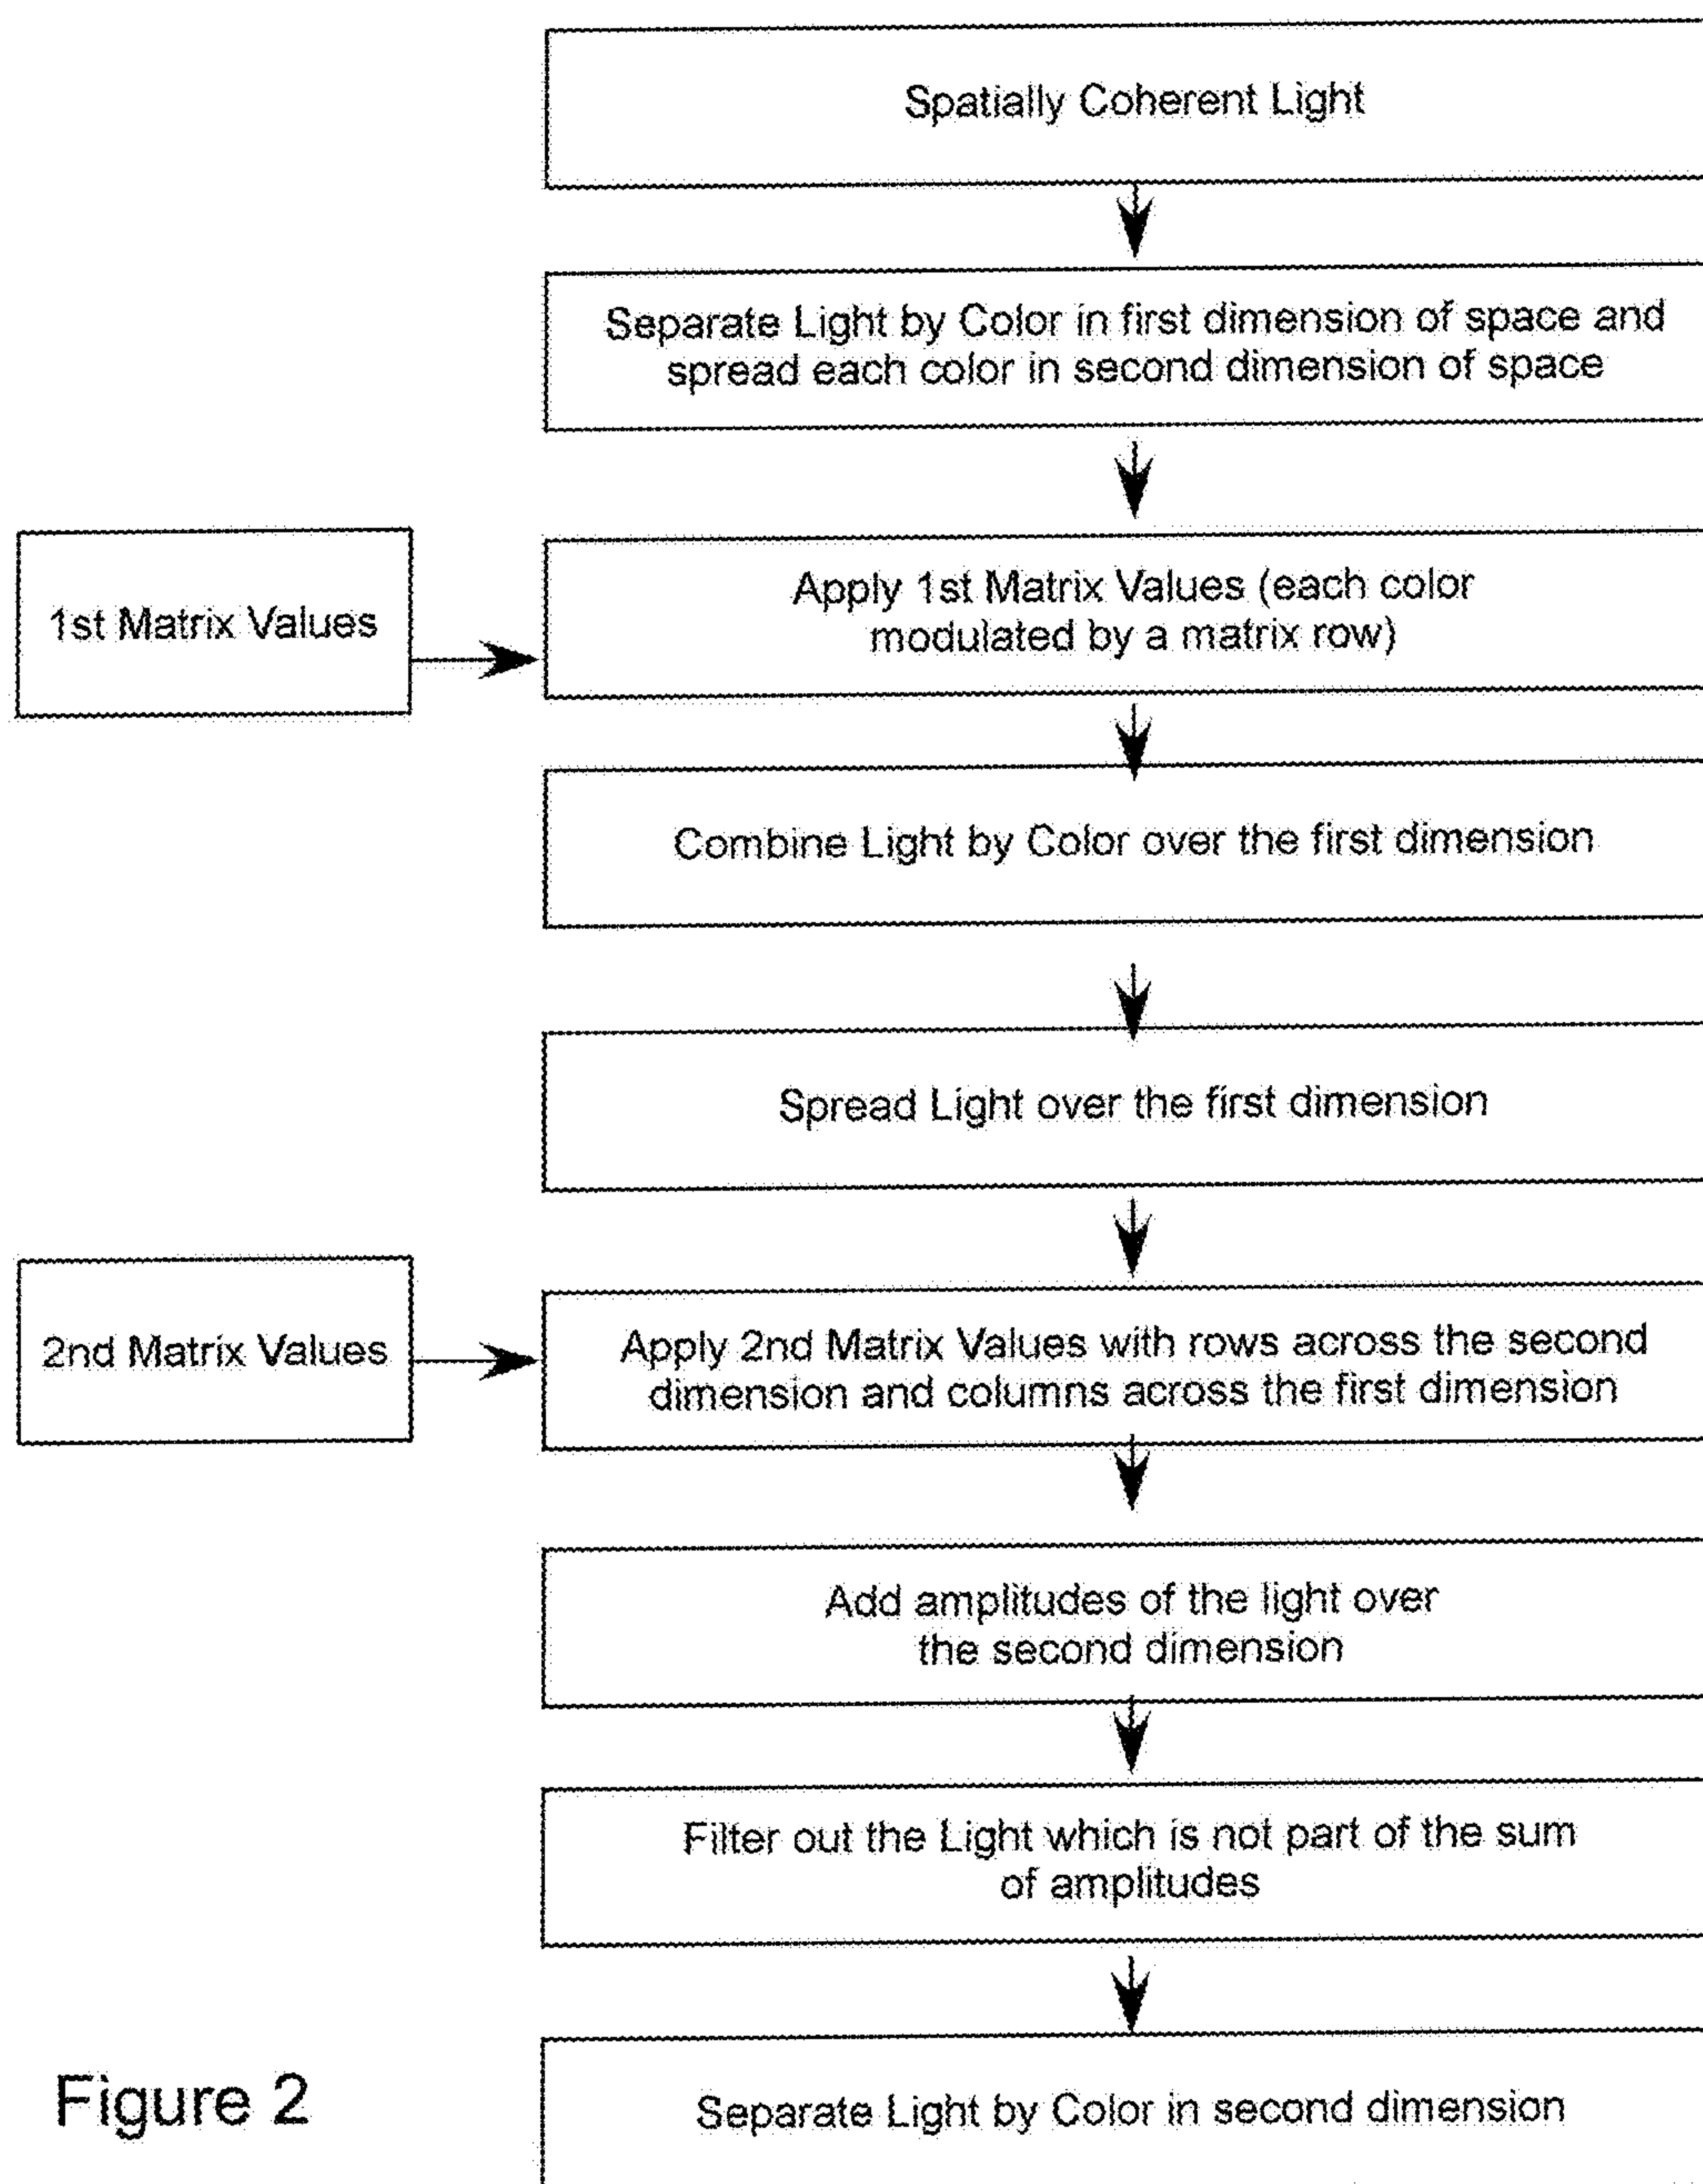 Spatially Coherent Light
Separate Light by Color in first dimension of space and
spread each color in second dimension of space
1st Matrix Values
Apply 1st Matrix Values (each color
modulated by a matrix row)
Combine Light by Color over the first dimension
Spread Light over the first dimension
2nd Matrix Values
Apply 2nd Matrix Values with rows across the second
dimension and columns across the first dimension
Add amplitudes of the light over
the second dimension
Filter out the Light which is not part of the sum
of amplitudes
Separate Light by Color in second dimension
Figure 2